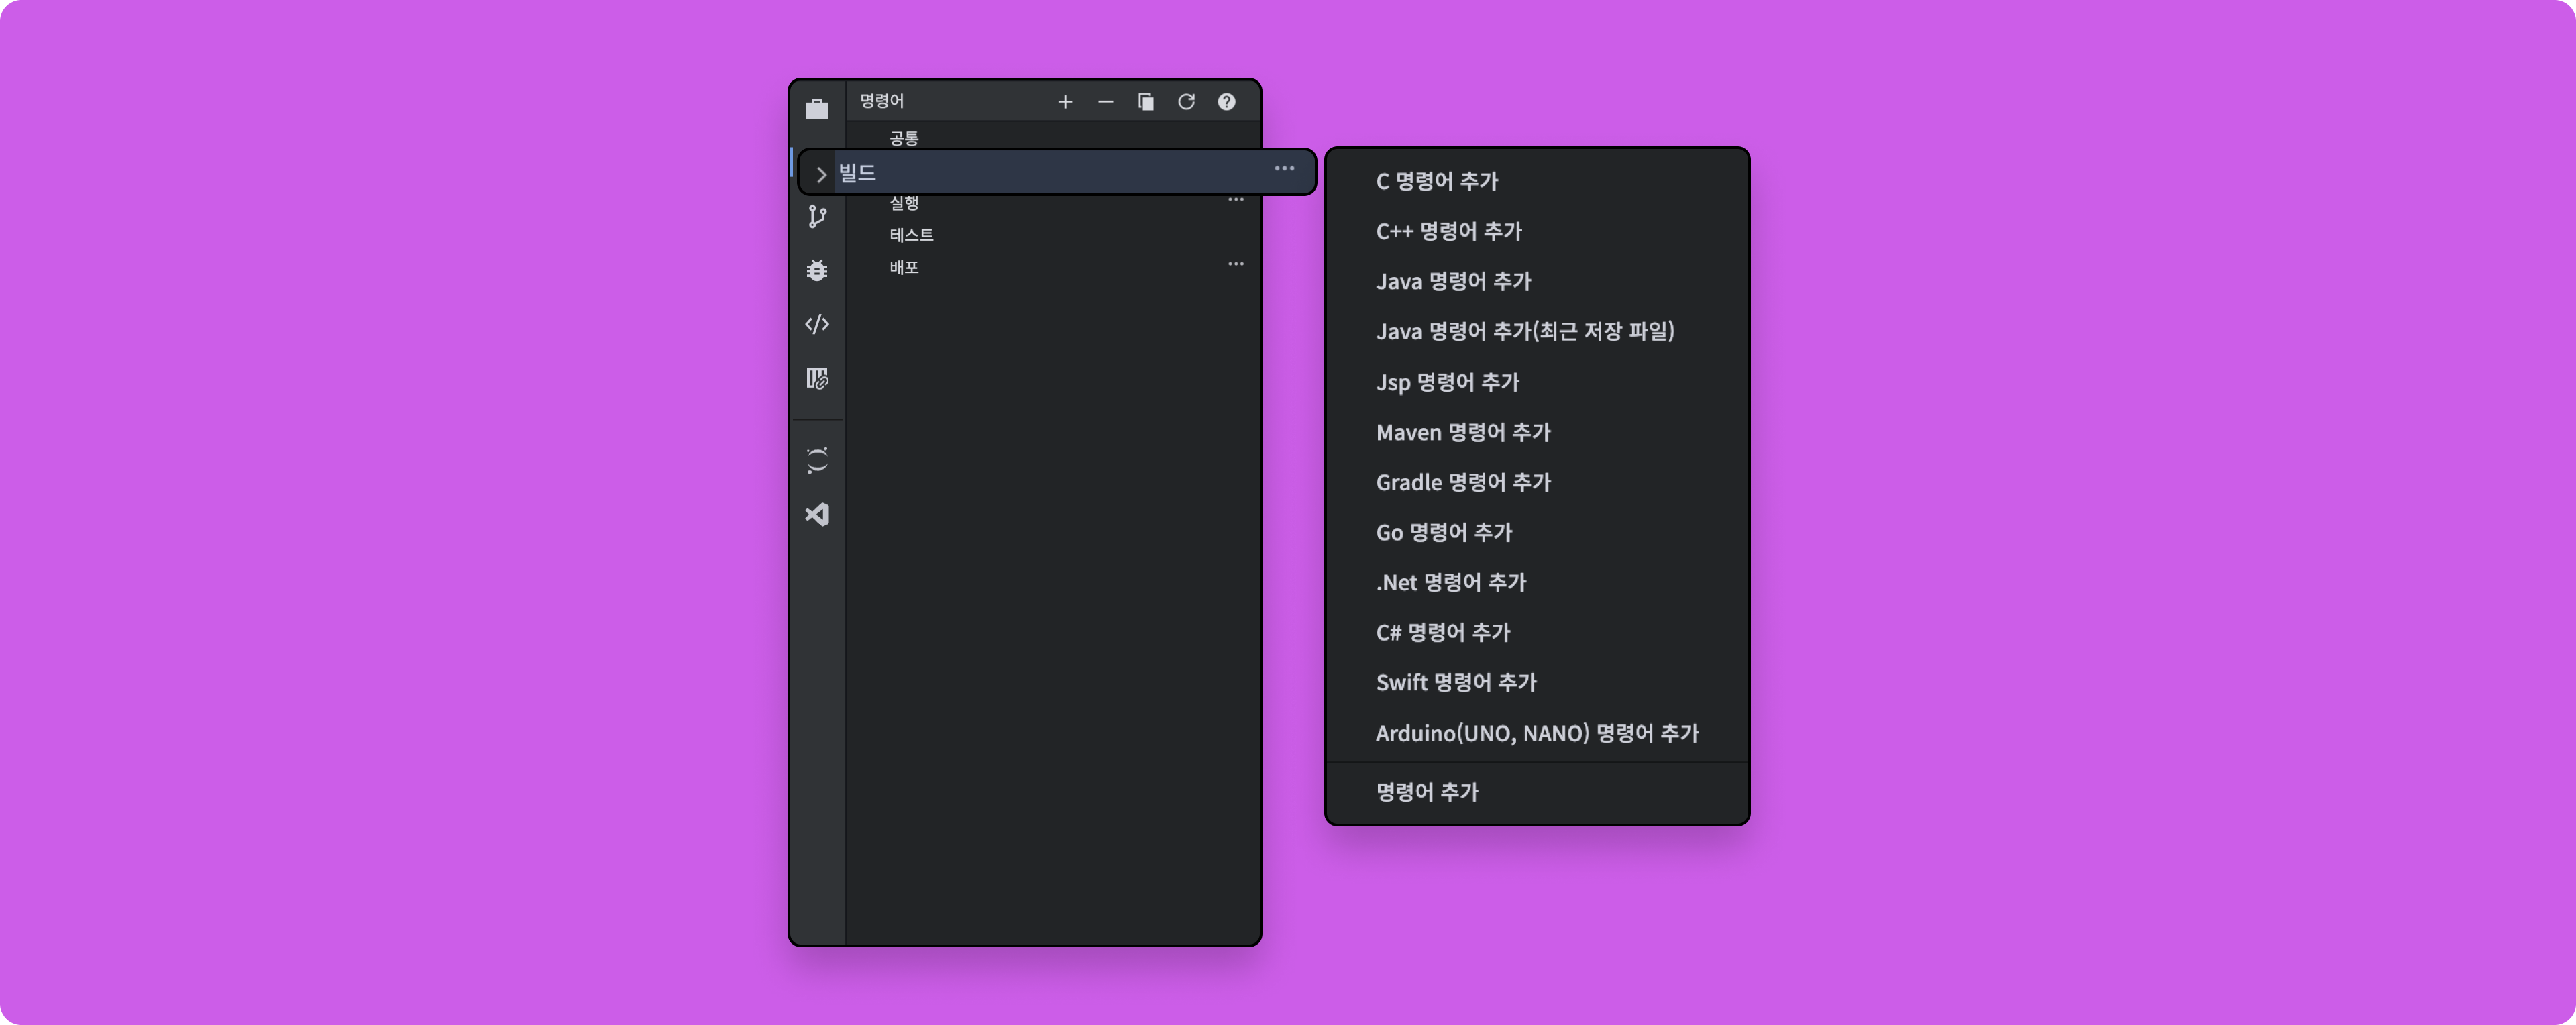 명령어
공통
빌드
실행
테스트
배포
C 명령어 추가
C++ 명령어 추가
Java 명령어 추가
Java 명령어 추가(최근 저장 파일)
Jsp 명령어 추가
Maven 명령어 추가
Gradle 명령어 추가
Go 명령어 추가
.Net 명령어 추가
C# 명령어 추가
Swift 명령어 추가
Arduino(UNO, NANO) 명령어 추가
명령어 추가